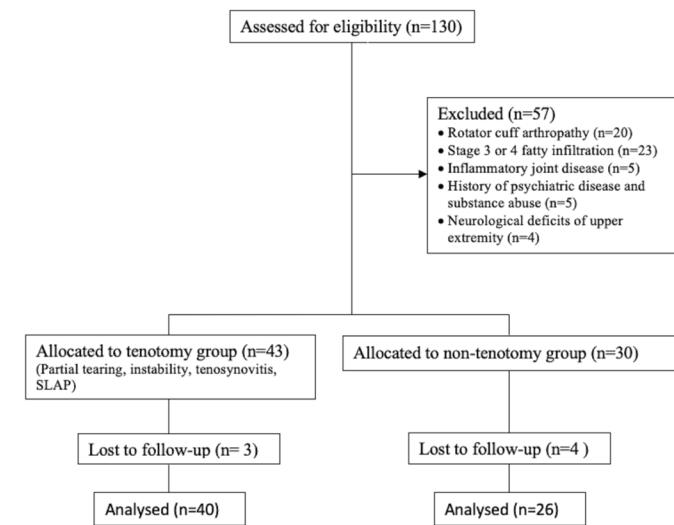 Assessed for eligibility (n=130)
Excluded (n=57)
• Rotator cuff arthropathy (n=20)
• Stage 3 or 4 fatty infiltration (n=23)
• Inflammatory joint disease (n=5)
• History of psychiatric disease and
substance abuse (n=5)
• Neurological deficits of upper
extremity (n=4)
Allocated to tenotomy group (n=43)
(Partial tearing, instability, tenosynovitis,
SLAP)
Allocated to non-tenotomy group (n=30)
Lost to follow-up (n= 3)
Lost to follow-up (n=4 )
Analysed (n=40)
Analysed (n=26)